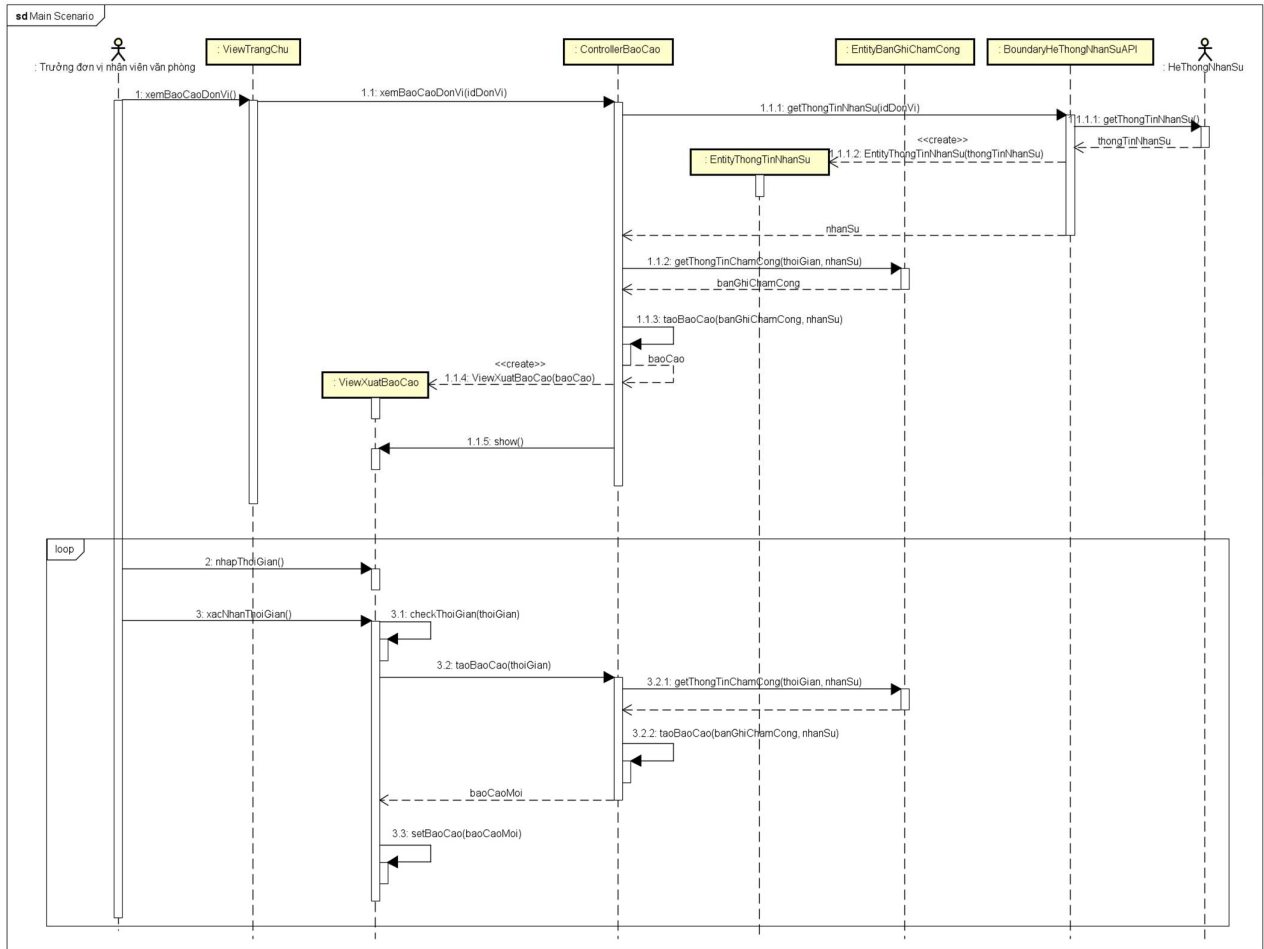 sd Main Scenario
: Trưởng đơn vị nhân viên văn phòng
: ViewTrangChu
: ControllerBaoCao
: EntityBanGhiChamCong
: BoundaryHeThongNhanSuAPI
: HeThongNhanSu
1: xemBaoCaoDonVi()
1.1: xemBaoCaoDonVi(idDonVi)
1.1.1: getThongTinNhanSu(idDonVi)
1.1.1.1: getThongTinNhanSu()
thongTinNhanSu
<<create>>
1.1.1.2: EntityThongTinNhanSu(thongTinNhanSu)
: EntityThongTinNhanSu
nhanSu
1.1.2: getThongTinChamCong(thoiGian, nhanSu)
banGhiChamCong
1.1.3: taoBaoCao(banGhiChamCong, nhanSu)
baoCao
<<create>>
1.1.4: ViewXuatBaoCao(baoCao)
: ViewXuatBaoCao
1.1.5: show()
loop
2: nhapThoiGian()
3: xacNhanThoiGian()
3.1: checkThoiGian(thoiGian)
3.2: taoBaoCao(thoiGian)
3.2.1: getThongTinChamCong(thoiGian, nhanSu)
3.2.2: taoBaoCao(banGhiChamCong, nhanSu)
baoCaoMoi
3.3: setBaoCao(baoCaoMoi)